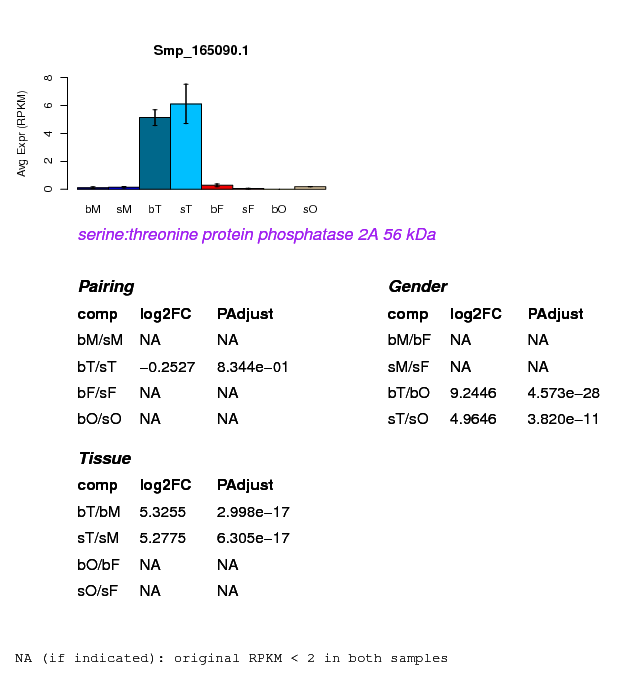 Smp_165090.1
Avg Expr (RPKM)
0 2 4 6 8
bM sM bT sT bF sF bO sO
serine:threonine protein phosphatase 2A 56 kDa
Pairing
comp log2FC PAdjust
bM/sM NA NA
bT/sT −0.2527 8.344e−01
bF/sF NA NA
bO/sO NA NA
Gender
comp log2FC PAdjust
bM/bF NA NA
sM/sF NA NA
bT/bO 9.2446 4.573e−28
sT/sO 4.9646 3.820e−11
Tissue
comp log2FC PAdjust
bT/bM 5.3255 2.998e−17
sT/sM 5.2775 6.305e−17
bO/bF NA NA
sO/sF NA NA
NA (if indicated): original RPKM < 2 in both samples